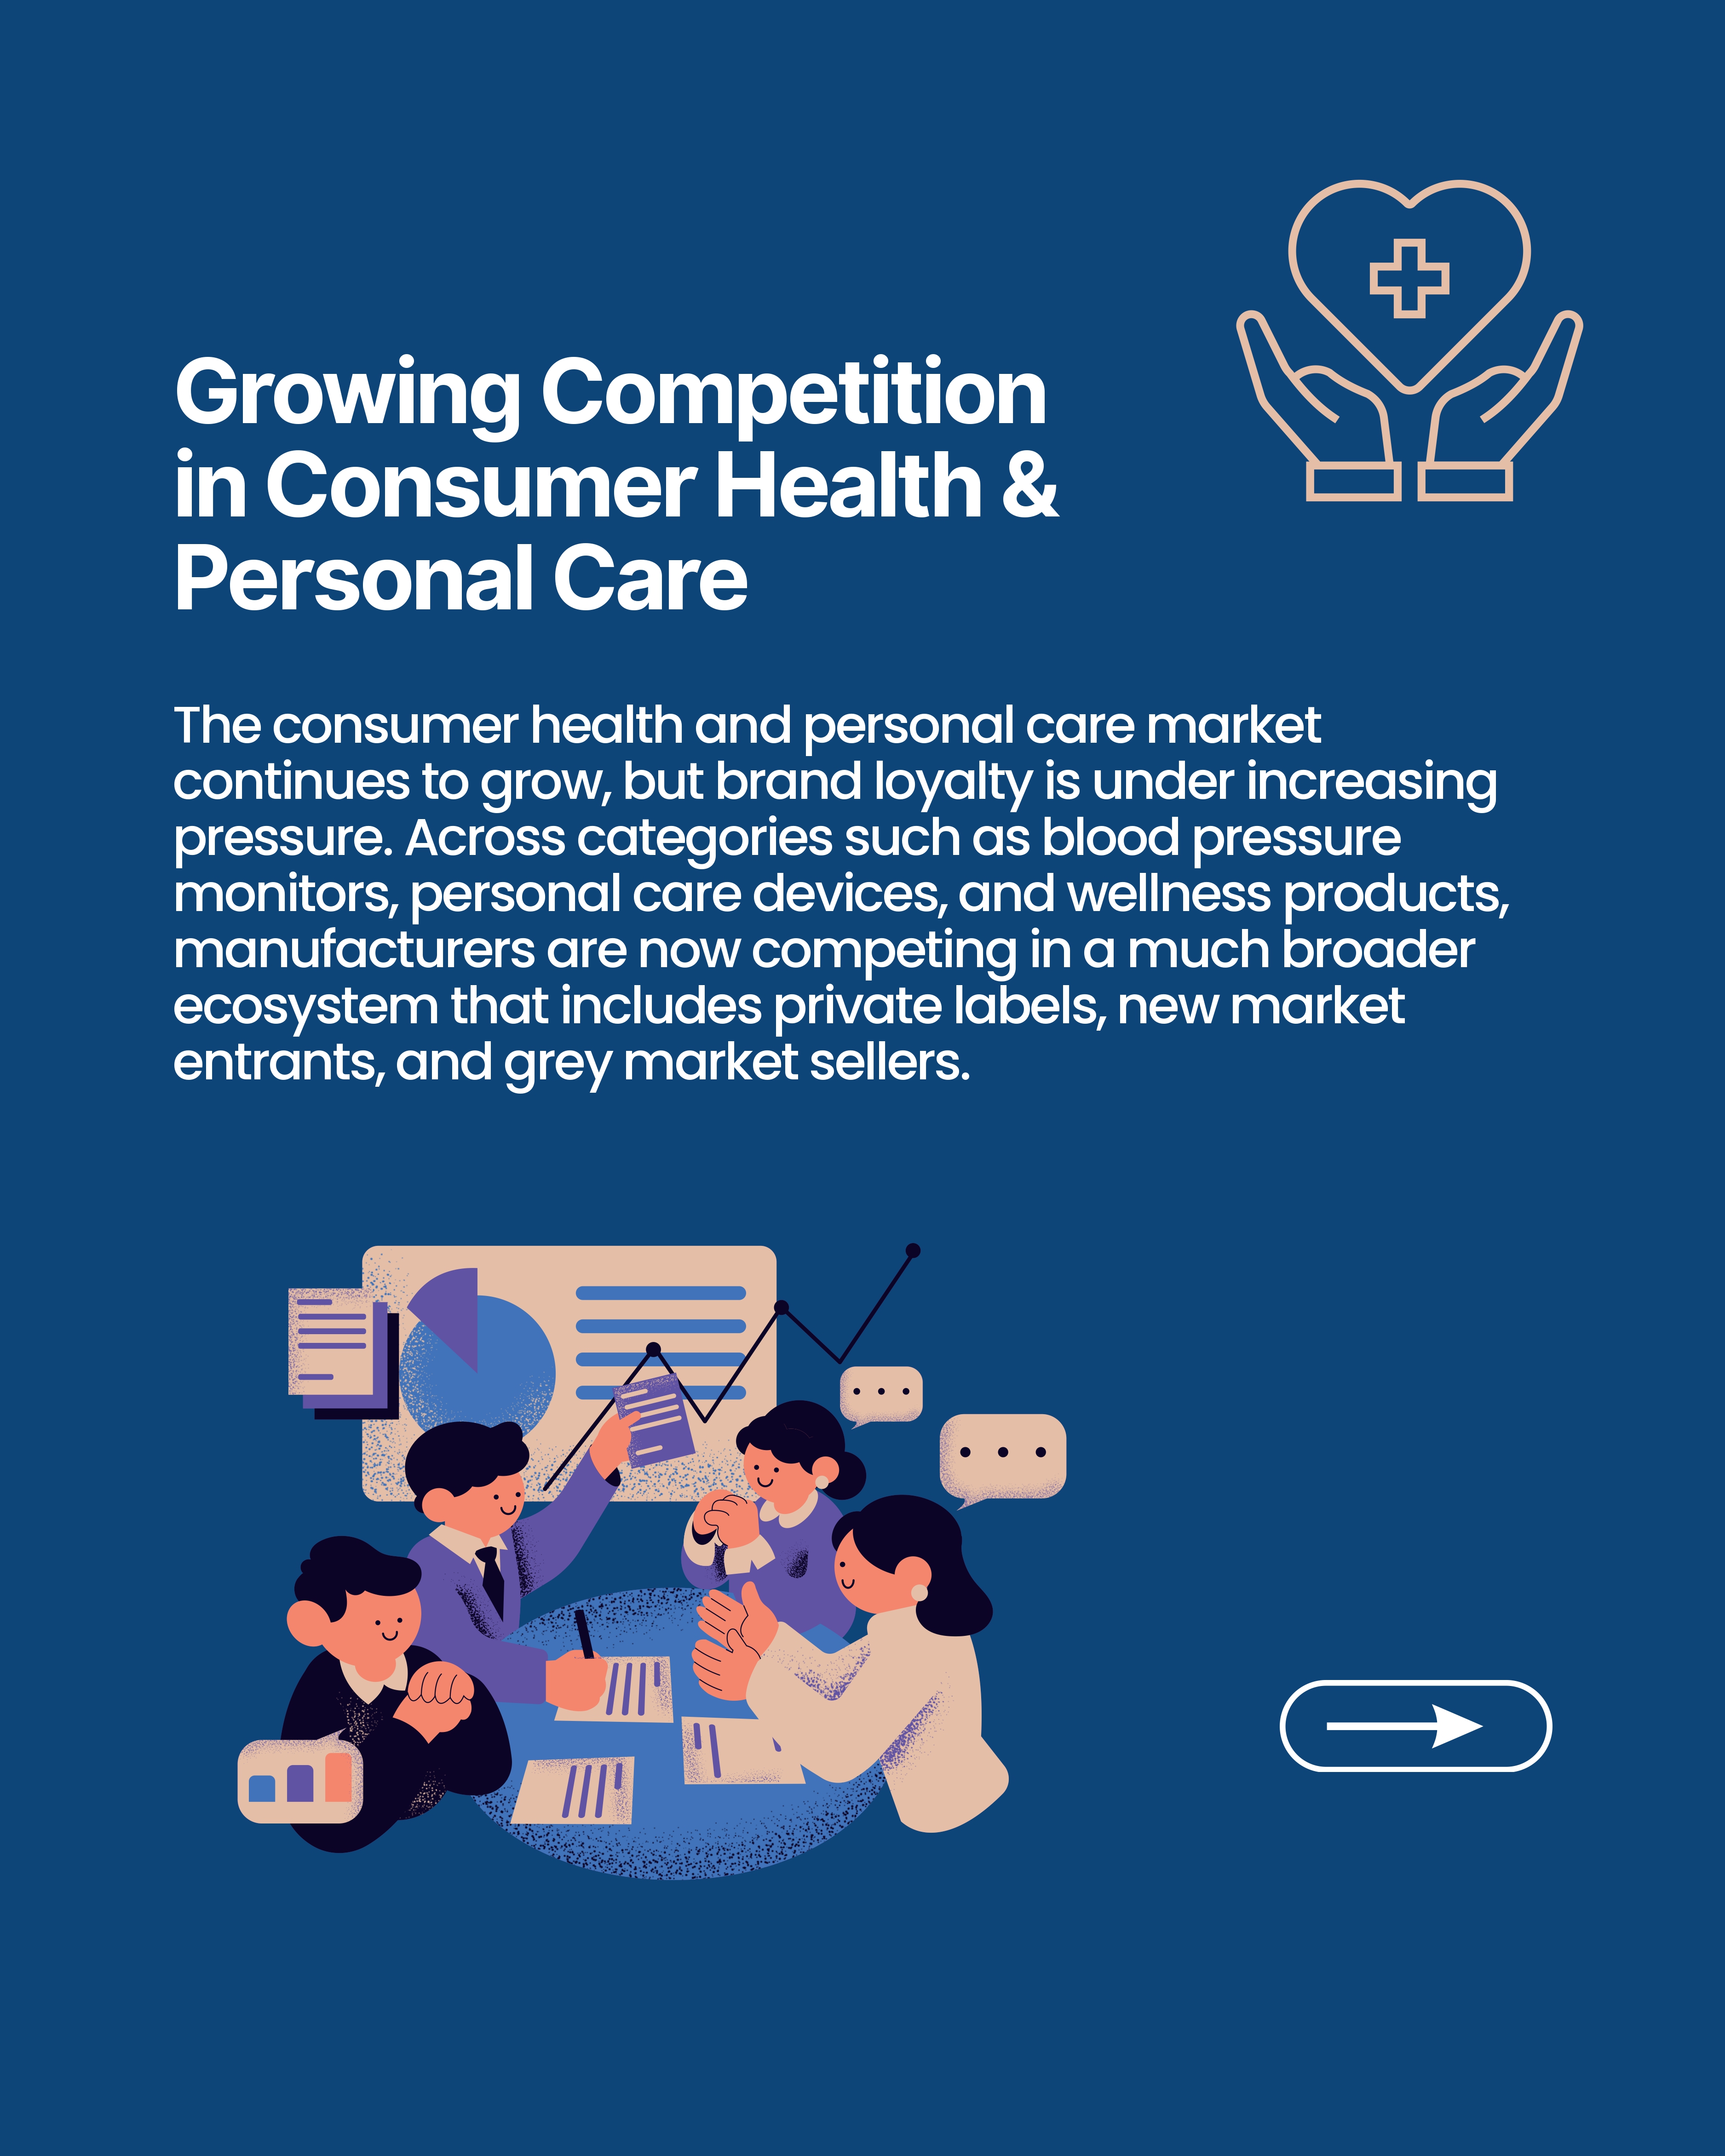 Growing Competition
in Consumer Health &
Personal Care
The consumer health and personal care market
continues to grow, but brand loyalty is under increasing
pressure. Across categories such as blood pressure
monitors, personal care devices, and wellness products,
manufacturers are now competing in a much broader
ecosystem that includes private labels, new market
entrants, and grey market sellers.